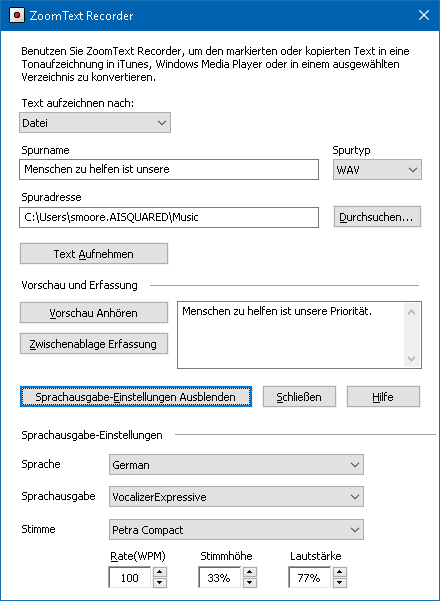 ZoomText Recorder
Benutzen Sie ZoomText Recorder, um den markierten oder kopierten Text in eine
Tonaufzeichnung in iTunes, Windows Media Player oder in einem ausgewählten
Verzeichnis zu konvertieren.
Text aufzeichnen nach:
Datei
Spurname Spurtyp
Menschen zu helfen ist unsere WAV
Spuradresse
C:\Users\smoore.AISQUARED\Music Durchsuchen...
Text Aufnehmen
Vorschau und Erfassung
Vorschau Anhören Menschen zu helfen ist unsere Priorität.
Zwischenablage Erfassung
Sprachausgabe-Einstellungen Ausblenden Schließen Hilfe
Sprachausgabe-Einstellungen
Sprache German
Sprachausgabe VocalizerExpressive
Stimme Petra Compact
Rate(WPM) Stimmhöhe Lautstärke
100 33% 77%